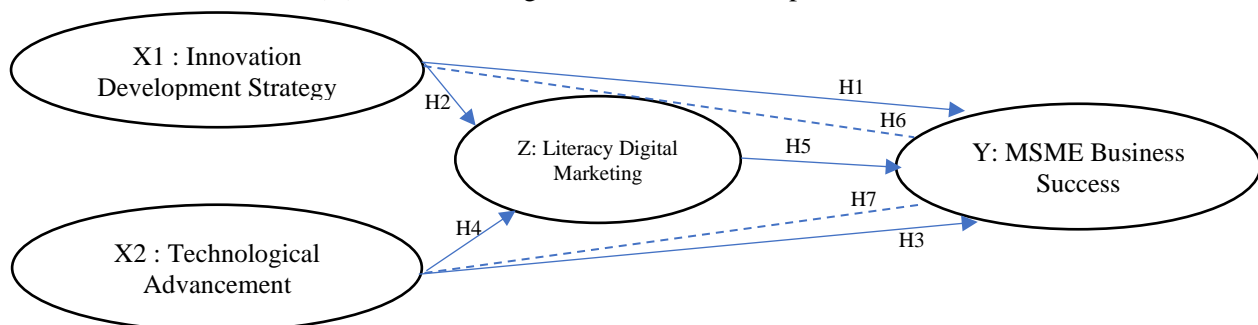 X1 : Innovation
Development Strategy
H1
H2
H6
Z: Literacy Digital
Marketing
H5
Y: MSME Business
Success
H7
H4
H3
X2 : Technological
Advancement